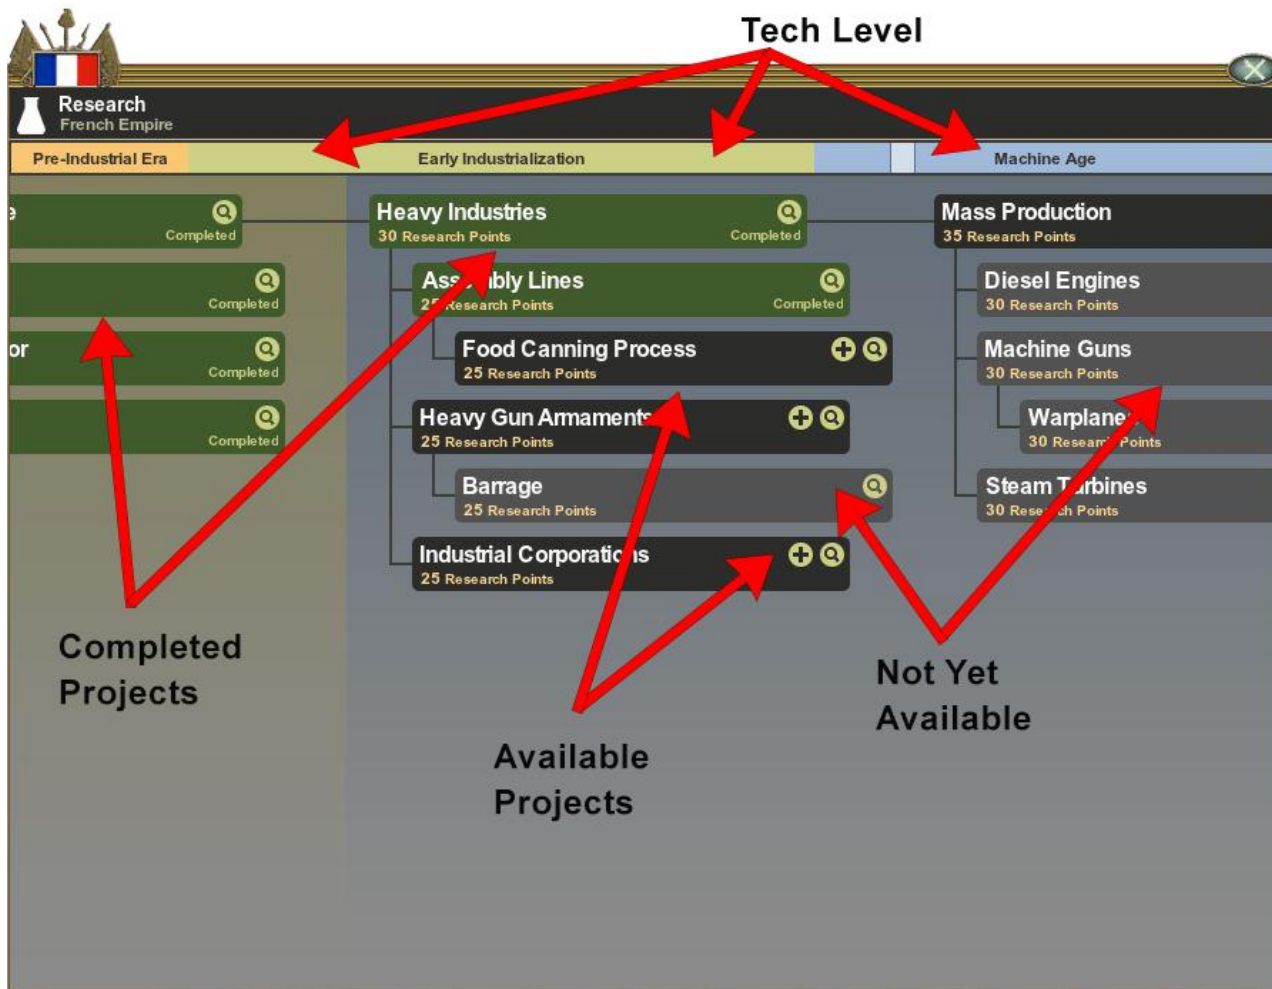 Tech Level
Research
French Empire
Pre-Industrial Era
Early Industrialization
Machine Age
e
Completed
Completed
or
Completed
Completed
Heavy Industries
30 Research Points
Completed
Assembly Lines
25 Research Points
Completed
Food Canning Process
25 Research Points
Heavy Gun Armaments
25 Research Points
Barrage
25 Research Points
Industrial Corporations
25 Research Points
Mass Production
35 Research Points
Diesel Engines
30 Research Points
Machine Guns
30 Research Points
Warplanes
30 Research Points
Steam Turbines
30 Research Points
Completed
Projects
Available
Projects
Not Yet
Available